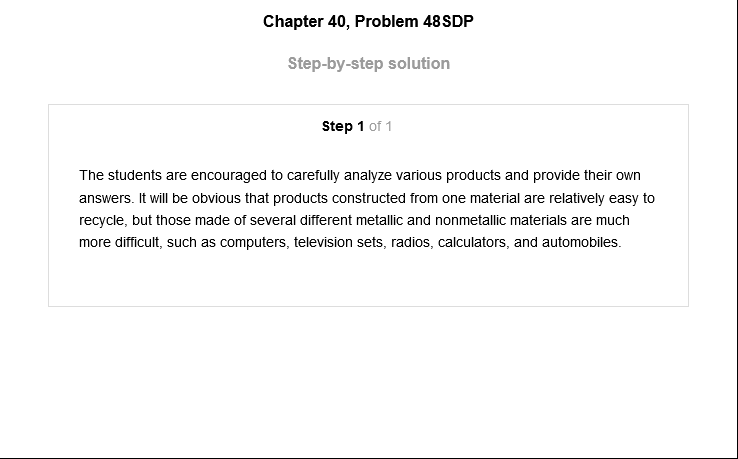 Chapter 40, Problem 48SDP
Step-by-step solution
Step 1 of 1
The students are encouraged to carefully analyze various products and provide their own
answers. It will be obvious that products constructed from one material are relatively easy to
recycle, but those made of several different metallic and nonmetallic materials are much
more difficult, such as computers, television sets, radios, calculators, and automobiles.